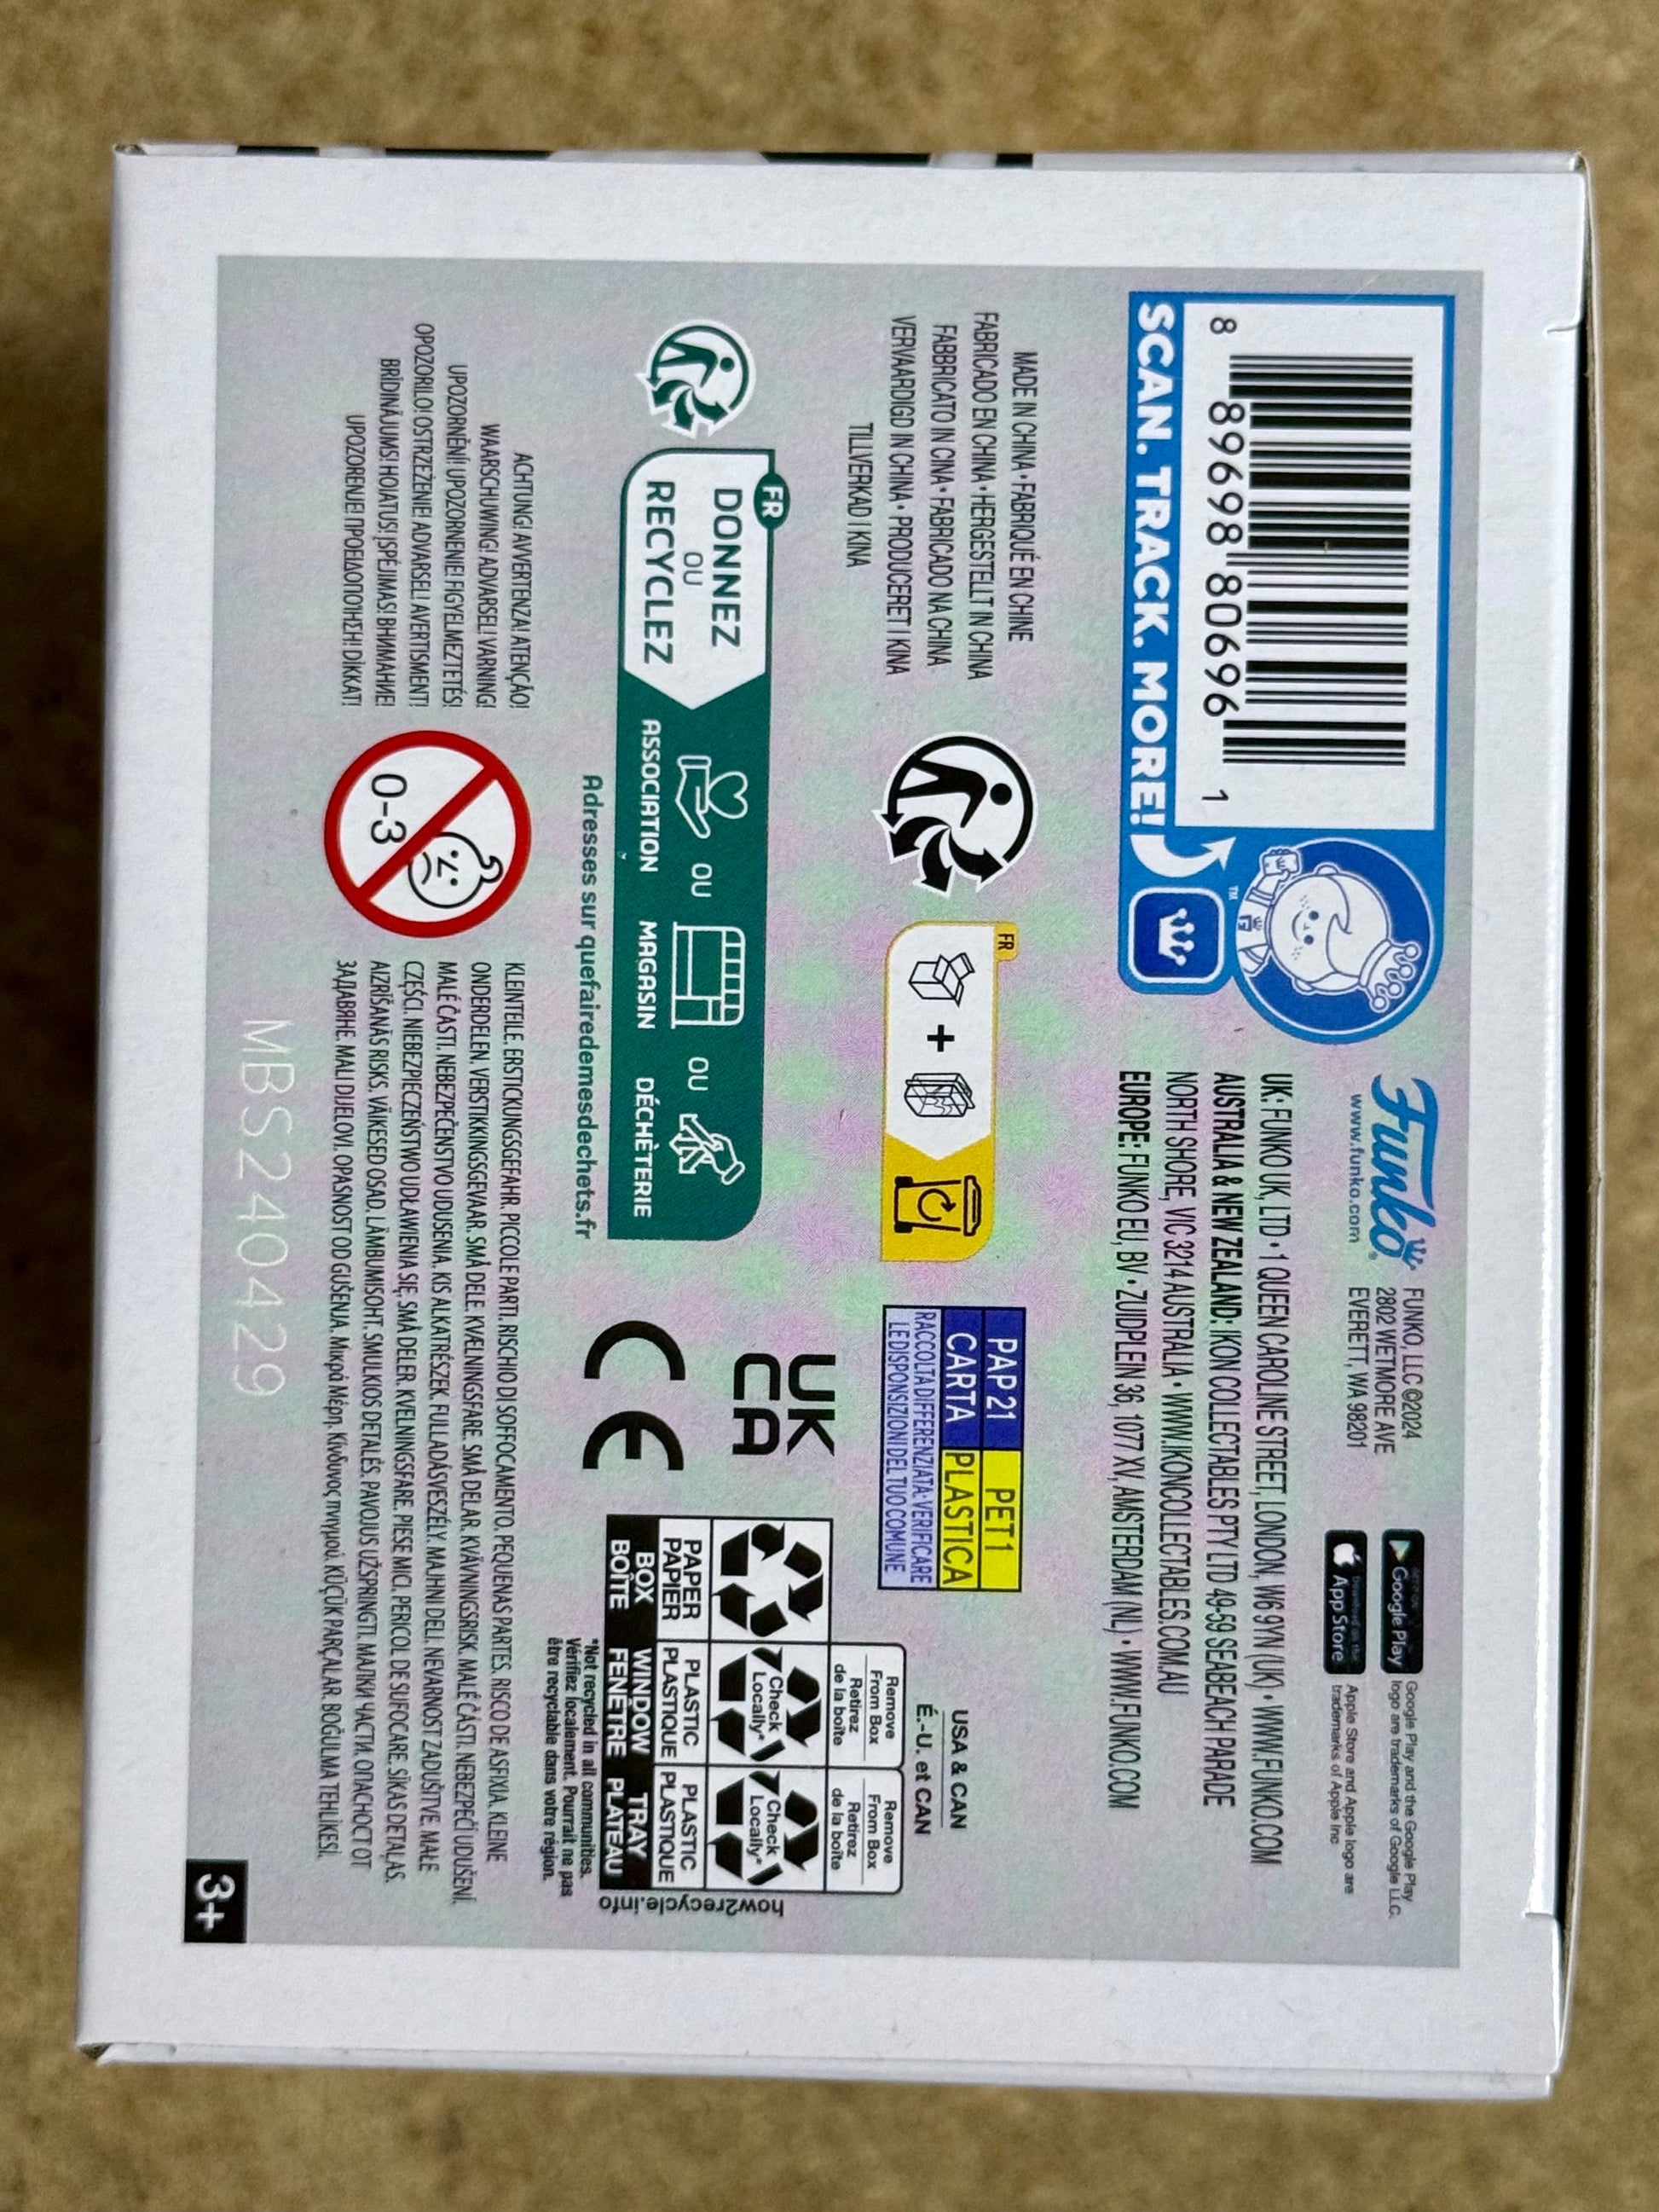 8 89698 80696 1
SCAN. TRACK. MORE!
TM
Funko®
www.funko.com
FUNKO, LLC ©2024
2802 WETMORE AVE
EVERETT, WA 98201
Google Play
App Store
Google Play and the Google Play
logo are trademarks of Google LLC.
Apple Store and Apple logo are
trademarks of Apple Inc
UK: FUNKO UK, LTD • 1 QUEEN CAROLINE STREET, LONDON, W6 9YN (UK) • WWW.FUNKO.COM
AUSTRALIA & NEW ZEALAND: IKON COLLECTABLES PTY LTD 49-59 SEABEACH PARADE
NORTH SHORE, VIC 3214 AUSTRALIA • WWW.IKONCOLLECTABLES.COM.AU
EUROPE: FUNKO EU, BV • ZUIDPLEIN 36, 1077 XV, AMSTERDAM (NL) • WWW.FUNKO.COM
MADE IN CHINA • FABRIQUÉ EN CHINE
FABRICADO EN CHINA • HERGESTELLT IN CHINA
FABBRICATO IN CINA • FABRICADO NA CHINA
VERVAARDIGD IN CHINA • PRODUCERET I KINA
TILLVERKAD I KINA
FR
+
PAP 21
PET 1
CARTA
PLASTICA
RACCOLTA DIFFERENZIATA: VERIFICARE
LE DISPONSIZIONI DEL TUO COMUNE
USA & CAN
É.-U. et CAN
FR
DONNEZ
OU
RECYCLEZ
ASSOCIATION
OU
MAGASIN
OU
DÉCHÈTERIE
Adresses sur quefairedemesdechets.fr
UK
CA
CE
Remove
From Box
Retirez
de la boîte
Remove
From Box
Retirez
de la boîte
Check
Locally*
Check
Locally*
PAPER
PAPIER
PLASTIC
PLASTIQUE
PLASTIC
PLASTIQUE
BOX
BOÎTE
WINDOW
FENÊTRE
TRAY
PLATEAU
how2recycle.info
*Not recycled in all communities.
Vérifiez localement. Pourrait ne pas
être recyclable dans votre région.
ACHTUNG! AVVERTENZA! ATENÇÃO!
WAARSCHUWING! ADVARSEL! VARNING!
UPOZORNĚNÍ! UPOZORNENIE! FIGYELMEZTETÉS!
OPOZORILO! OSTRZEŻENIE! ADVARSEL! AVERTISMENT!
BRĪDINĀJUMS! HOIATUS! ĮSPĖJIMAS! ВНИМАНИЕ!
UPOZORENJE! ΠΡΟΕΙΔΟΠΟΊΗΣΗ! DİKKAT!
0-3
KLEINTEILE. ERSTICKUNGSGEFAHR. PICCOLE PARTI. RISCHIO DI SOFFOCAMENTO. PEQUENAS PARTES. RISCO DE ASFIXIA. KLEINE
ONDERDELEN. VERSTIKKINGSGEVAAR. SMÅ DELE. KVÆLNINGSFARE. SMÅ DELAR. KVÄVNINGSRISK. MALÉ ČÁSTI. NEBEZPEČÍ UDUŠENÍ.
MALÉ ČASTI. NEBEZPEČENSTVO UDUSENIA. KIS ALKATRÉSZEK. FULLADÁSVESZÉLY. MAJHNI DELI. NEVARNOST ZADUŠITVE. MAŁE
CZĘŚCI. NIEBEZPIECZEŃSTWO UDŁAWIENIA SIĘ. SMÅ DELER. KVELNINGSFARE. PIESE MICI. PERICOL DE SUFOCARE. SĪKAS DETAĻAS.
AIZRĪŠANĀS RISKS. VÄIKESED OSAD. LÄMBUMISOHT. SMULKIOS DETALĖS. PAVOJUS UŽSPRINGTI. МАЛКИ ЧАСТИ. ОПАСНОСТ ОТ
ЗАДАВЯНЕ. MALI DIJELOVI. OPASNOST OD GUŠENJA. Μικρά Μέρη. Κίνδυνος πνιγμού. KÜÇÜK PARÇALAR. BOĞULMA TEHLİKESİ.
MBS240429
3+